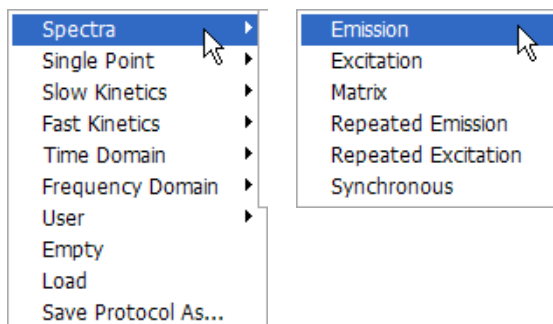 Spectra
Single Point
Slow Kinetics
Fast Kinetics
Time Domain
Frequency Domain
User
Empty
Load
Save Protocol As...
Emission
Excitation
Matrix
Repeated Emission
Repeated Excitation
Synchronous